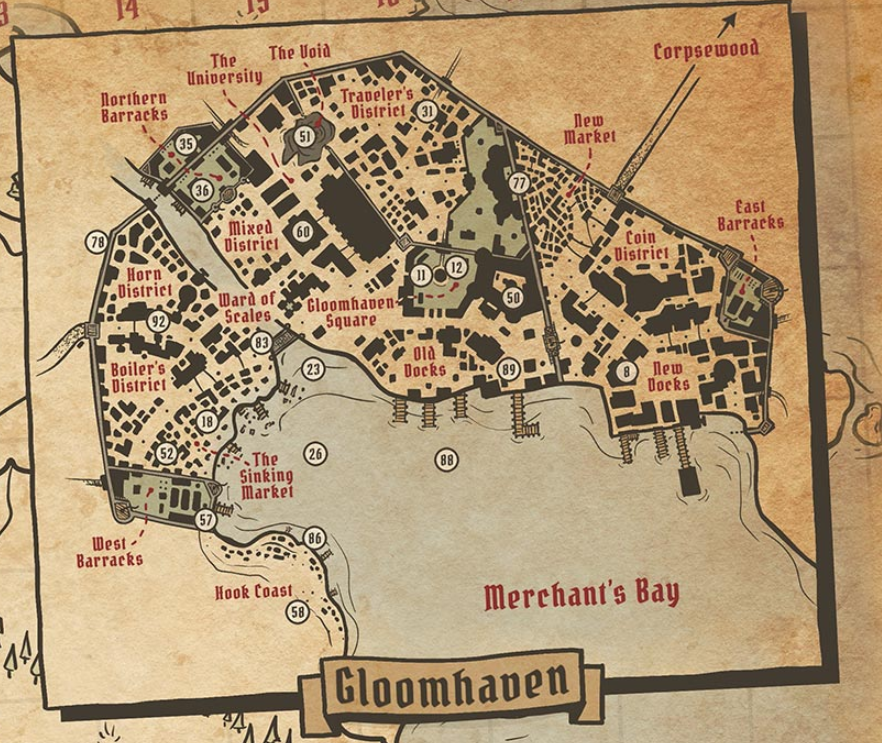 14
15
16
Corpsewood
The Void
The
University
Northern
Barracks
Traveler's
District
31
New
Market
35
51
36
77
78
Mixed
District
60
Coin
District
East
Barracks
Horn
District
11
12
Ward of
Scales
Gloomhaven
Square
50
92
83
Old
Docks
23
89
8
New
Docks
Boiler's
District
18
52
26
88
The
Sinking
Market
57
West
Barracks
86
Hook Coast
58
Merchant's Bay
Gloomhaven